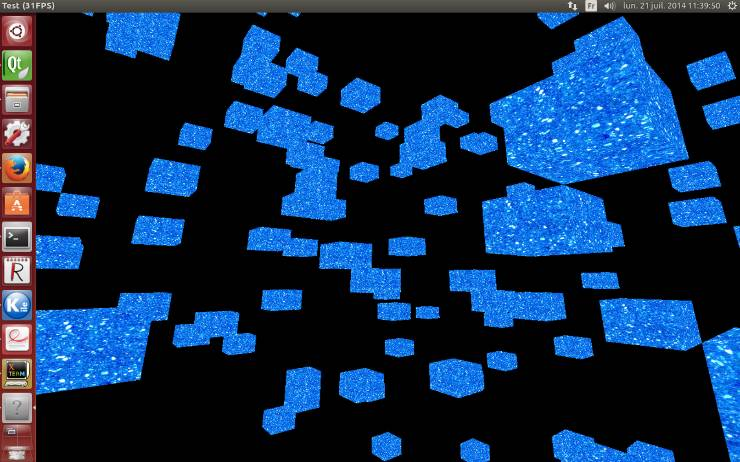 Test (31FPS)
Fr
lun. 21 juil. 2014 11:39:50
Qt
A
>_
R
K
X
TERM
?